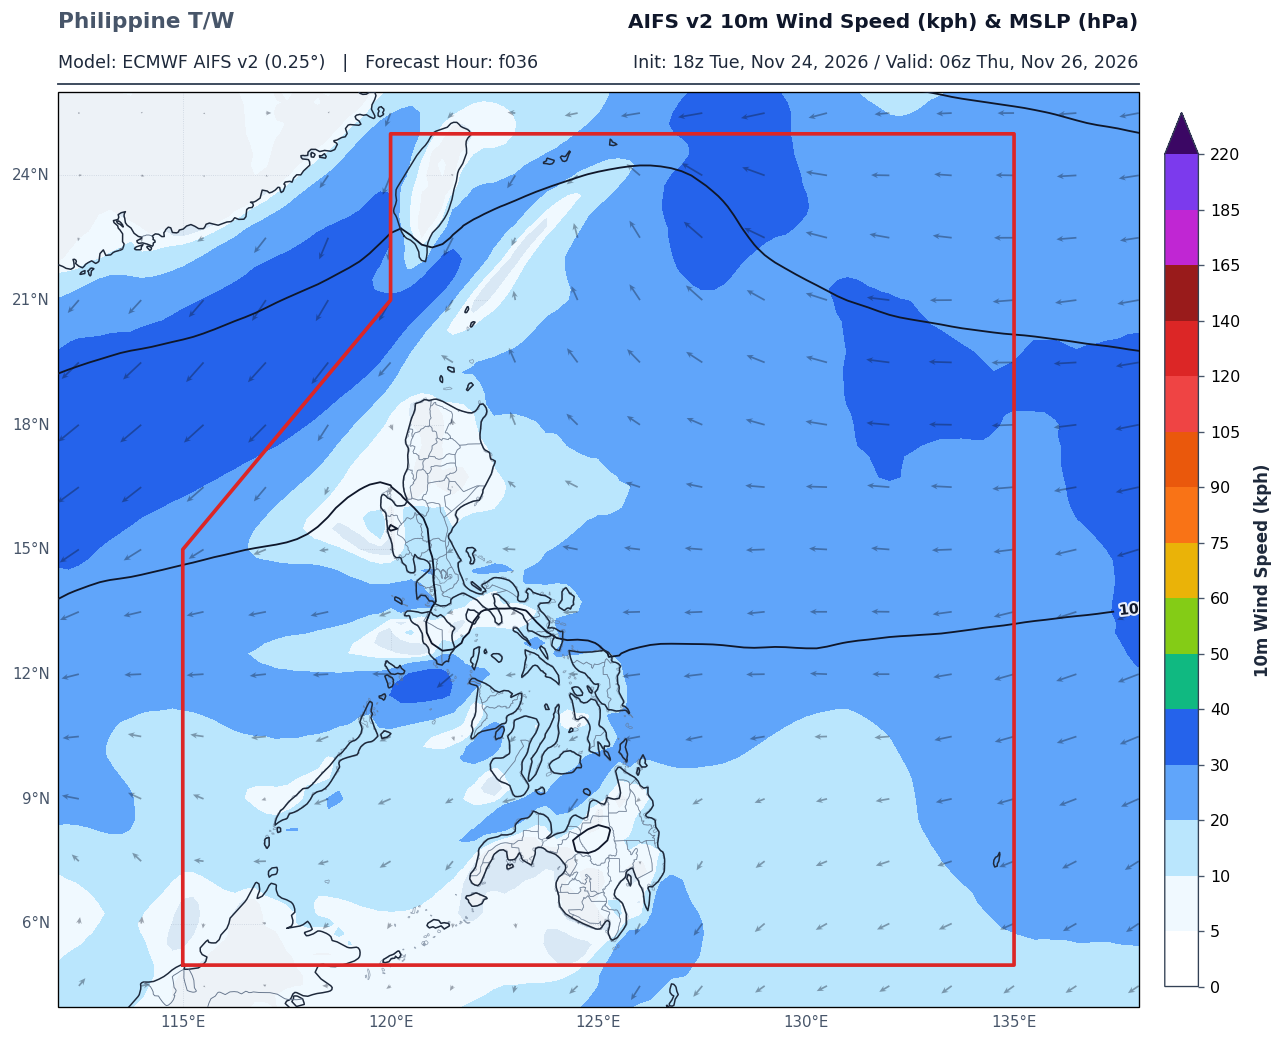 Philippine T/W
AIFS v2 10m Wind Speed (kph) & MSLP (hPa)
Model: ECMWF AIFS v2 (0.25°) | Forecast Hour: f036
Init: 18z Tue, Nov 24, 2026 / Valid: 06z Thu, Nov 26, 2026
24°N
21°N
18°N
15°N
12°N
9°N
6°N
115°E
120°E
125°E
130°E
135°E
10
220
185
165
140
120
105
90
75
60
50
40
30
20
10
5
0
10m Wind Speed (kph)